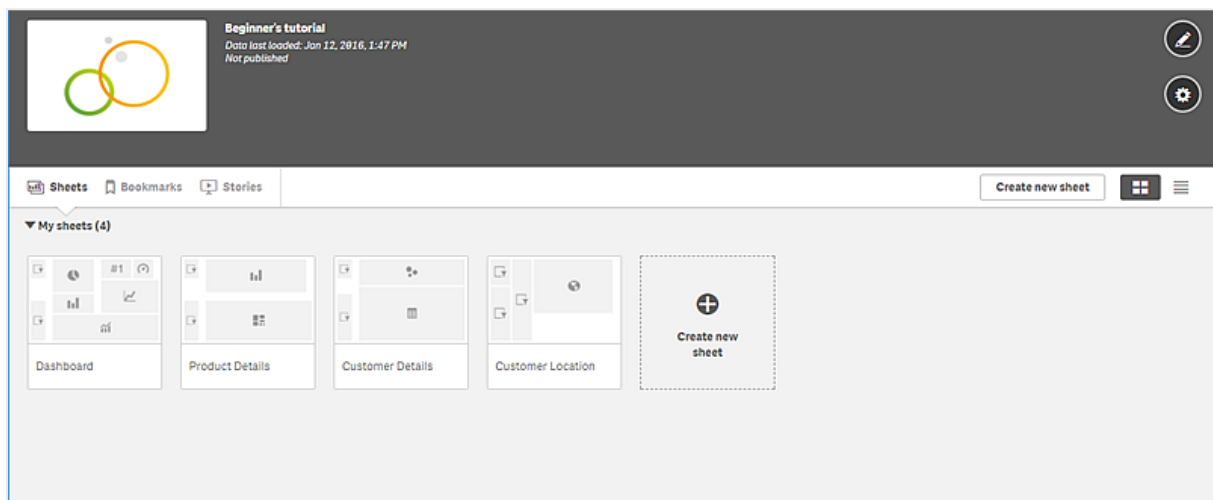 Beginner's tutorial
Data last loaded: Jan 12, 2016, 1:47 PM
Not published
Sheets Bookmarks Stories Create new sheet
My sheets (4)
#1
Create new
sheet
Dashboard Product Details Customer Details Customer Location